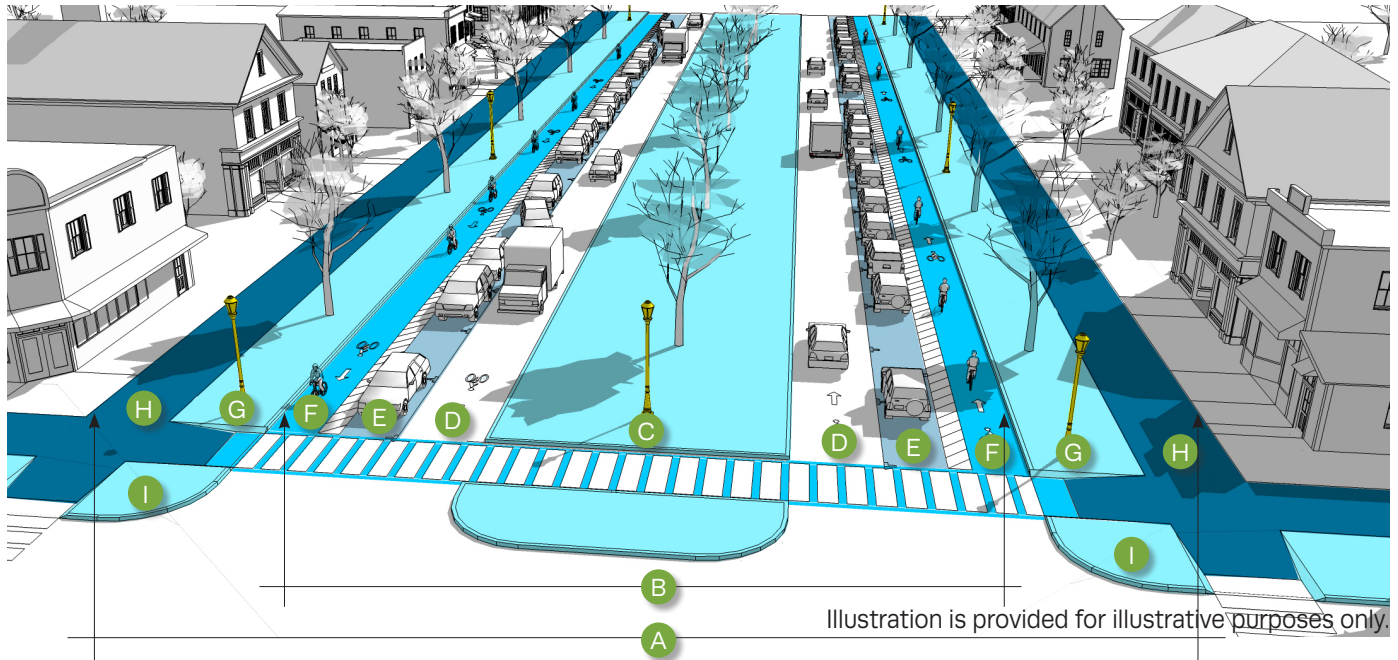 H G F E D C D E F G H
I I
B
Illustration is provided for illustrative purposes only.
A